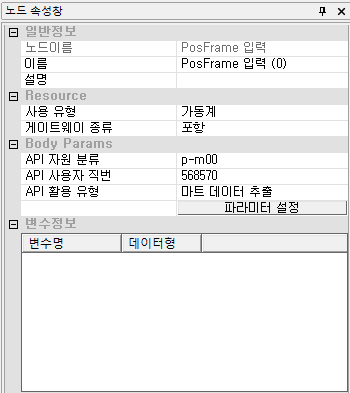 노드 속성창
일반정보
노드이름 PosFrame 입력
이름 PosFrame 입력 (0)
설명
Resource
사용 유형 가동계
게이트웨이 종류 포항
Body Params
API 자원 분류 p-m00
API 사용자 직번 568570
API 활용 유형 마트 데이터 추출
파라미터 설정
변수정보
변수명 데이터형